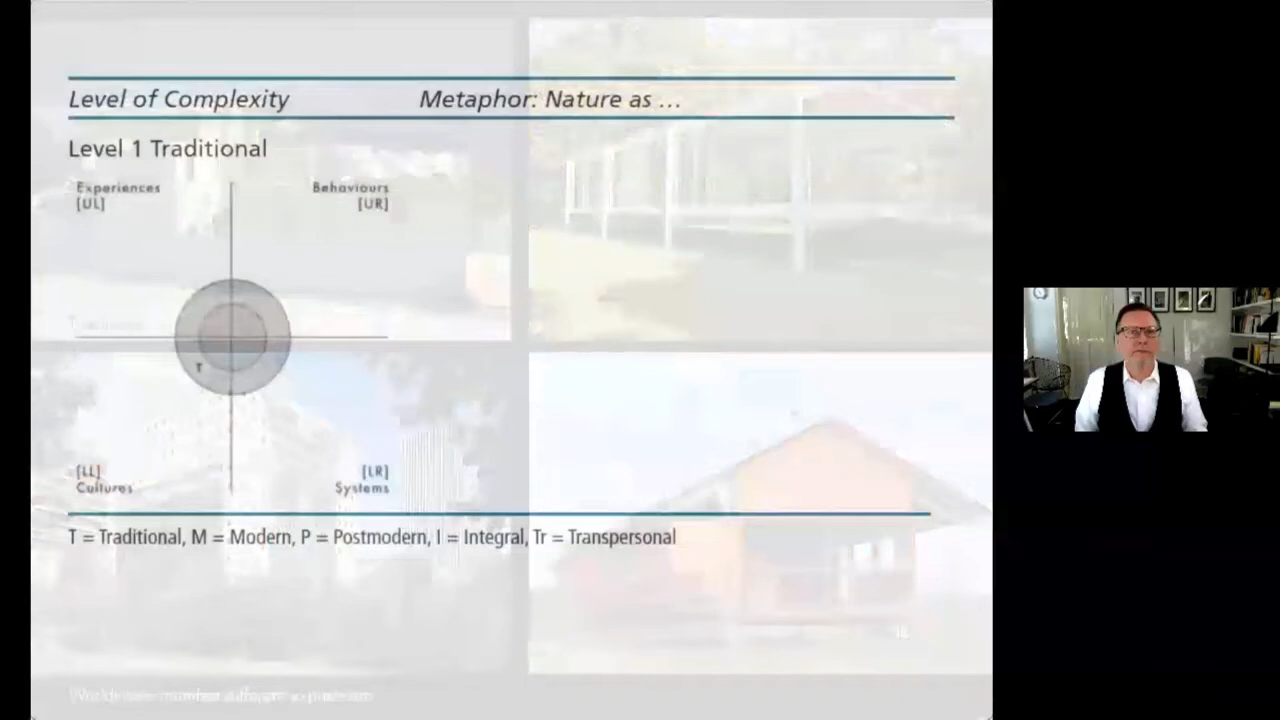 Level of Complexity Metaphor: Nature as ...
Level 1 Traditional
Experiences Behaviours
[UL] [UR]
T
[LL] [LR]
Cultures Systems
T = Traditional, M = Modern, P = Postmodern, I = Integral, Tr = Transpersonal